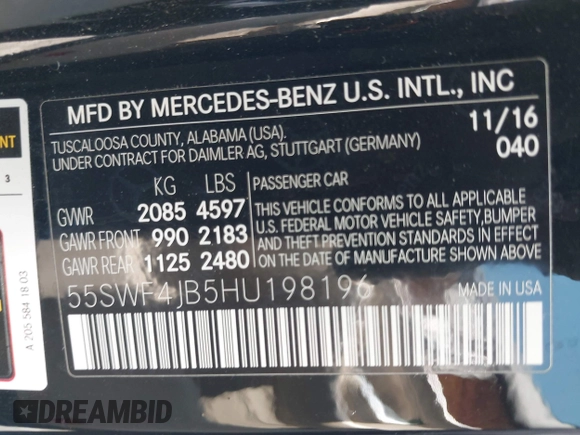 MFD BY MERCEDES-BENZ U.S. INTL., INC
TUSCALOOSA COUNTY, ALABAMA (USA). 11/16
UNDER CONTRACT FOR DAIMLER AG, STUTTGART (GERMANY) 040
KG LBS PASSENGER CAR
GVWR 2085 4597
GAWR FRONT 990 2183
GAWR REAR 1125 2480
THIS VEHICLE CONFORMS TO ALL APPLICABLE
U.S. FEDERAL MOTOR VEHICLE SAFETY, BUMPER
AND THEFT PREVENTION STANDARDS IN EFFECT
ON THE DATE OF MANUFACTURE SHOWN ABOVE
55SWF4JB5HU198196 MADE IN USA
3
A 205 584 18 03
DREAMBID